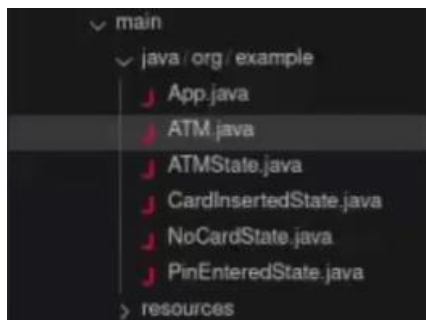 main
java/org/example
App.java
ATM.java
ATMState.java
CardInsertedState.java
NoCardState.java
PinEnteredState.java
resources